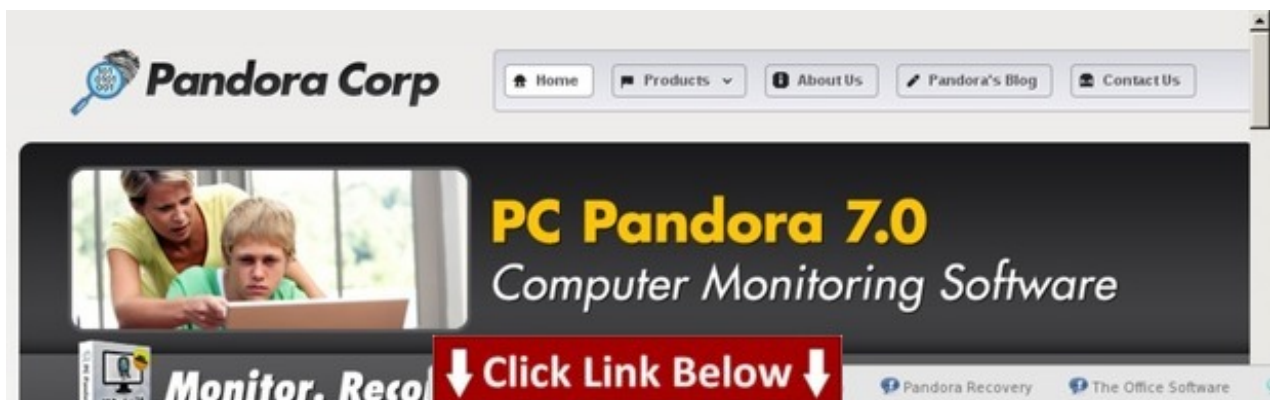 Pandora Corp
Home Products About Us Pandora's Blog Contact Us
PC Pandora 7.0
Computer Monitoring Software
Monitor,
Click Link Below
Pandora Recovery The Office Software